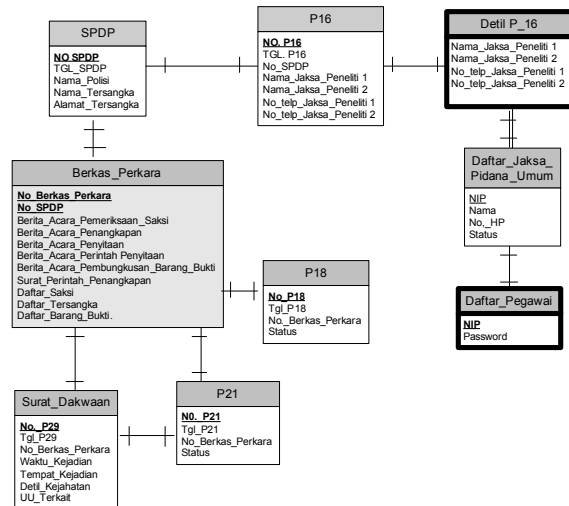 SPDP
NO SPDP
TGL_SPDP
Nama_Polisi
Nama_Tersangka
Alamat_Tersangka
P16
NO. P16
TGL. P16
No_SPDP
Nama_Jaksa_Peneliti 1
Nama_Jaksa_Peneliti 2
No_telp_Jaksa_Peneliti 1
No_telp_Jaksa_Peneliti 2
Detil P_16
Nama_Jaksa_Peneliti 1
Nama_Jaksa_Peneliti 2
No_telp_Jaksa_Peneliti 1
No_telp_Jaksa_Peneliti 2
Berkas_Perkara
No_Berkas_Perkara
No_SPDP
Berita_Acara_Pemeriksaan_Saksi
Berita_Acara_Penangkapan
Berita_Acara_Penyitaan
Berita_Acara_Perintah Penyitaan
Berita_Acara_Pembungkusan_Barang_Bukti
Surat_Perintah_Penangkapan
Daftar_Saksi
Daftar_Tersangka
Daftar_Barang_Bukti.
Daftar_Jaksa_
Pidana_Umum
NIP
Nama
No,_HP
Status
P18
No_P18
Tgl_P18
No._Berkas_Perkara
Status
Daftar_Pegawai
NIP
Password
Surat_Dakwaan
No._P29
Tgl_P29
No_Berkas_Perkara
Waktu_Kejadian
Tempat_Kejadian
Detil_Kejahatan
UU_Terkait
P21
N0._P21
Tgl_P21
No_Berkas_Perkara
Status